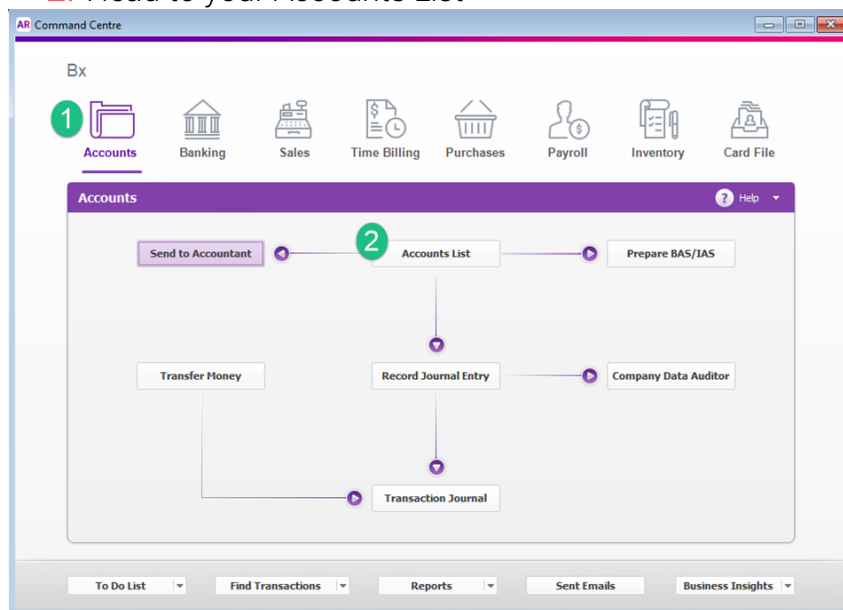 2. Head to your Accounts List
AR Command Centre
Bx
1
Accounts Banking Sales Time Billing Purchases Payroll Inventory Card File
Accounts ? Help
2
Send to Accountant Accounts List Prepare BAS/IAS
Transfer Money Record Journal Entry Company Data Auditor
Transaction Journal
To Do List Find Transactions Reports Sent Emails Business Insights